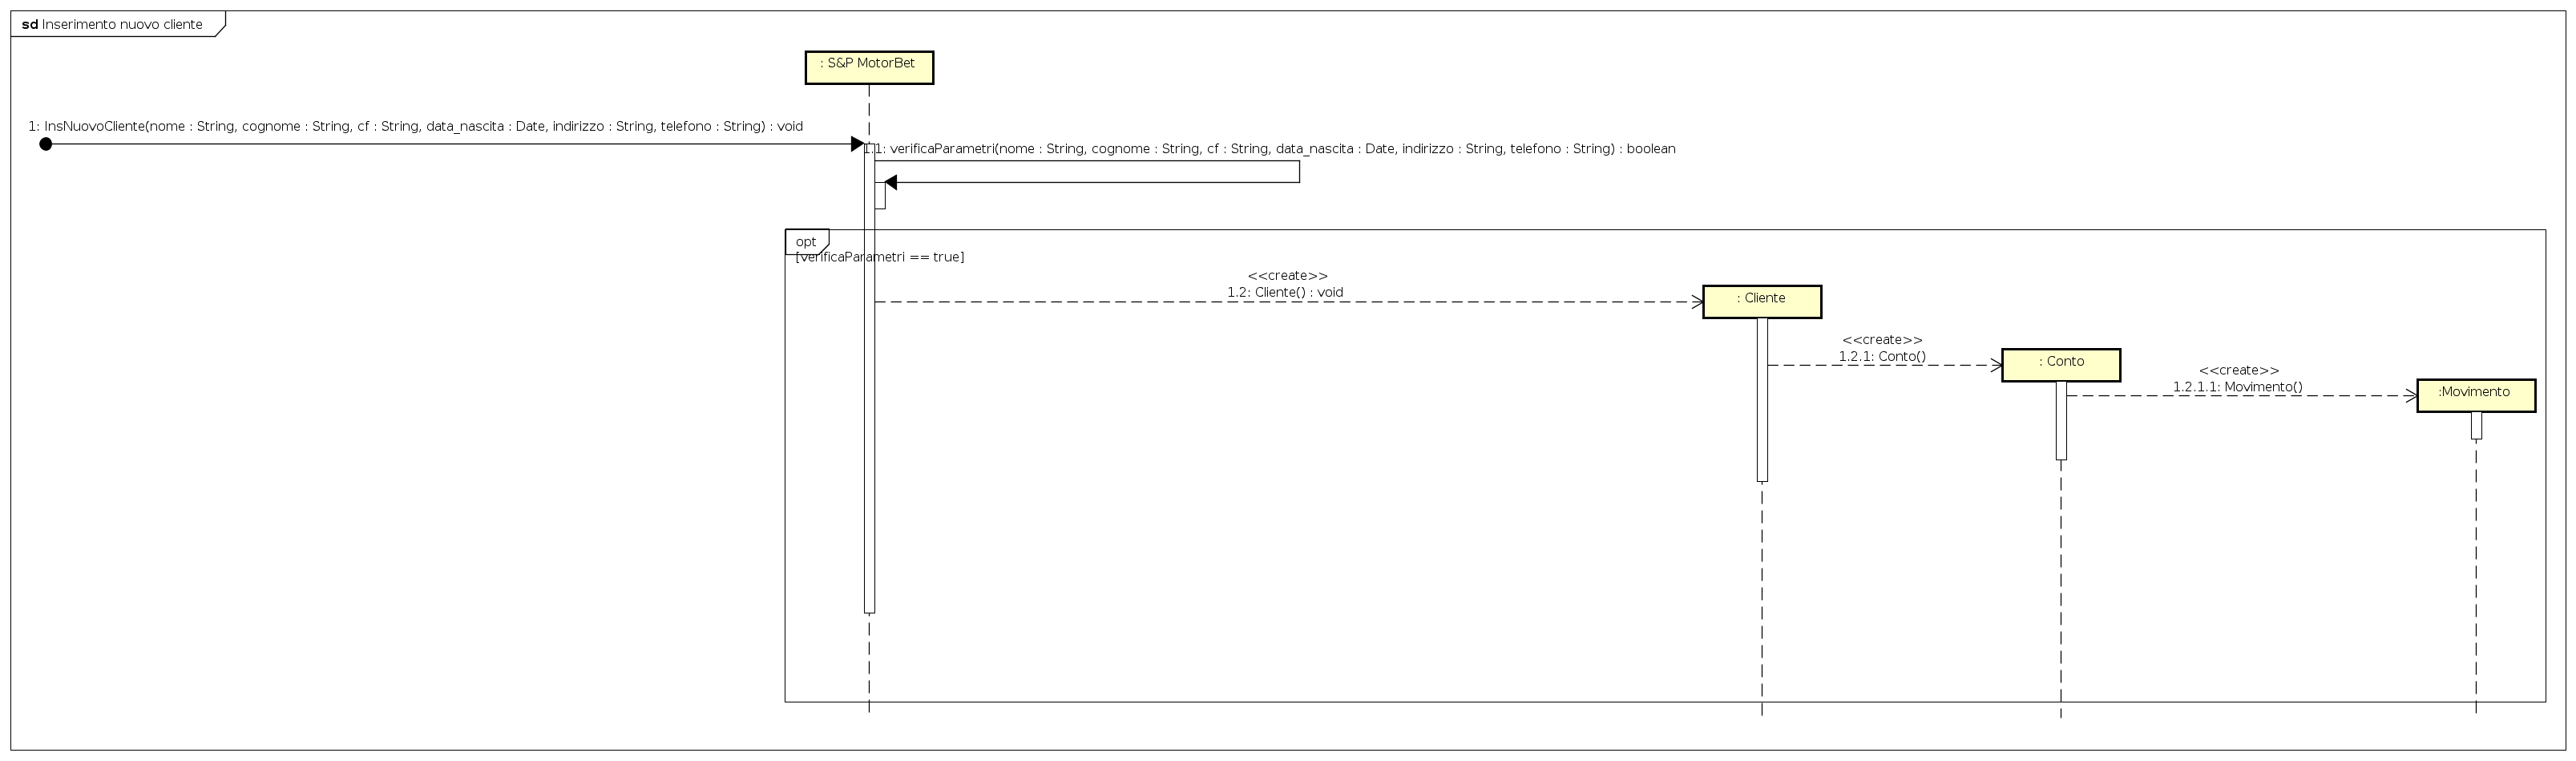 sd Inserimento nuovo cliente
: S&P MotorBet
1: InsNuovoCliente(nome : String, cognome : String, cf : String, data_nascita : Date, indirizzo : String, telefono : String) : void
1.1: verificaParametri(nome : String, cognome : String, cf : String, data_nascita : Date, indirizzo : String, telefono : String) : boolean
opt
[verificaParametri == true]
<<create>>
1.2: Cliente() : void
: Cliente
<<create>>
1.2.1: Conto()
: Conto
<<create>>
1.2.1.1: Movimento()
:Movimento